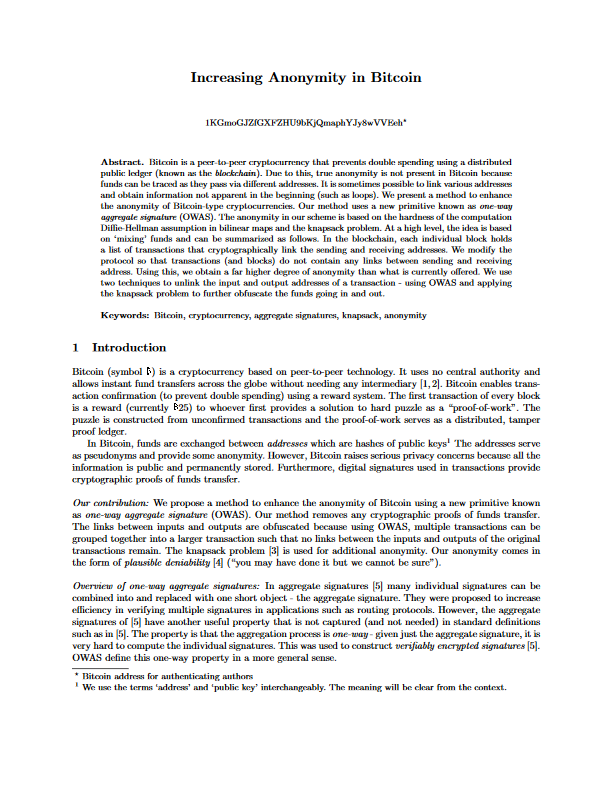 Increasing Anonymity in Bitcoin
1KGmoGJZfGXFZHU9bKjQmaphYJy8wVVEeh*
Abstract. Bitcoin is a peer-to-peer cryptocurrency that prevents double spending using a distributed
public ledger (known as the blockchain). Due to this, true anonymity is not present in Bitcoin because
funds can be traced as they pass via different addresses. It is sometimes possible to link various addresses
and obtain information not apparent in the beginning (such as loops). We present a method to enhance
the anonymity of Bitcoin-type cryptocurrencies. Our method uses a new primitive known as one-way
aggregate signature (OWAS). The anonymity in our scheme is based on the hardness of the computation
Diffie-Hellman assumption in bilinear maps and the knapsack problem. At a high level, the idea is based
on ‘mixing’ funds and can be summarized as follows. In the blockchain, each individual block holds
a list of transactions that cryptographically link the sending and receiving addresses. We modify the
protocol so that transactions (and blocks) do not contain any links between sending and receiving
address. Using this, we obtain a far higher degree of anonymity than what is currently offered. We use
two techniques to unlink the input and output addresses of a transaction - using OWAS and applying
the knapsack problem to further obfuscate the funds going in and out.
Keywords: Bitcoin, cryptocurrency, aggregate signatures, knapsack, anonymity
1 Introduction
Bitcoin (symbol ₿) is a cryptocurrrency based on peer-to-peer technology. It uses no central authority and
allows instant fund transfers across the globe without needing any intermediary [1, 2]. Bitcoin enables trans-
action confirmation (to prevent double spending) using a reward system. The first transaction of every block
is a reward (currently ₿25) to whoever first provides a solution to hard puzzle as a “proof-of-work”. The
puzzle is constructed from unconfirmed transactions and the proof-of-work serves as a distributed, tamper
proof ledger.
In Bitcoin, funds are exchanged between addresses which are hashes of public keys¹ The addresses serve
as pseudonyms and provide some anonymity. However, Bitcoin raises serious privacy concerns because all the
information is public and permanently stored. Furthermore, digital signatures used in transactions provide
cryptographic proofs of funds transfer.
Our contribution: We propose a method to enhance the anonymity of Bitcoin using a new primitive known
as one-way aggregate signature (OWAS). Our method removes any cryptographic proofs of funds transfer.
The links between inputs and outputs are obfuscated because using OWAS, multiple transactions can be
grouped together into a larger transaction such that no links between the inputs and outputs of the original
transactions remain. The knapsack problem [3] is used for additional anonymity. Our anonymity comes in
the form of plausible deniability [4] (“you may have done it but we cannot be sure”).
Overview of one-way aggregate signatures: In aggregate signatures [5] many individual signatures can be
combined into and replaced with one short object - the aggregate signature. They were proposed to increase
efficiency in verifying multiple signatures in applications such as routing protocols. However, the aggregate
signatures of [5] have another useful property that is not captured (and not needed) in standard definitions
such as in [5]. The property is that the aggregation process is one-way - given just the aggregate signature, it is
very hard to compute the individual signatures. This was used to construct verifiably encrypted signatures [5].
OWAS define this one-way property in a more general sense.
* Bitcoin address for authenticating authors
¹ We use the terms ‘address’ and ‘public key’ interchangeably. The meaning will be clear from the context.